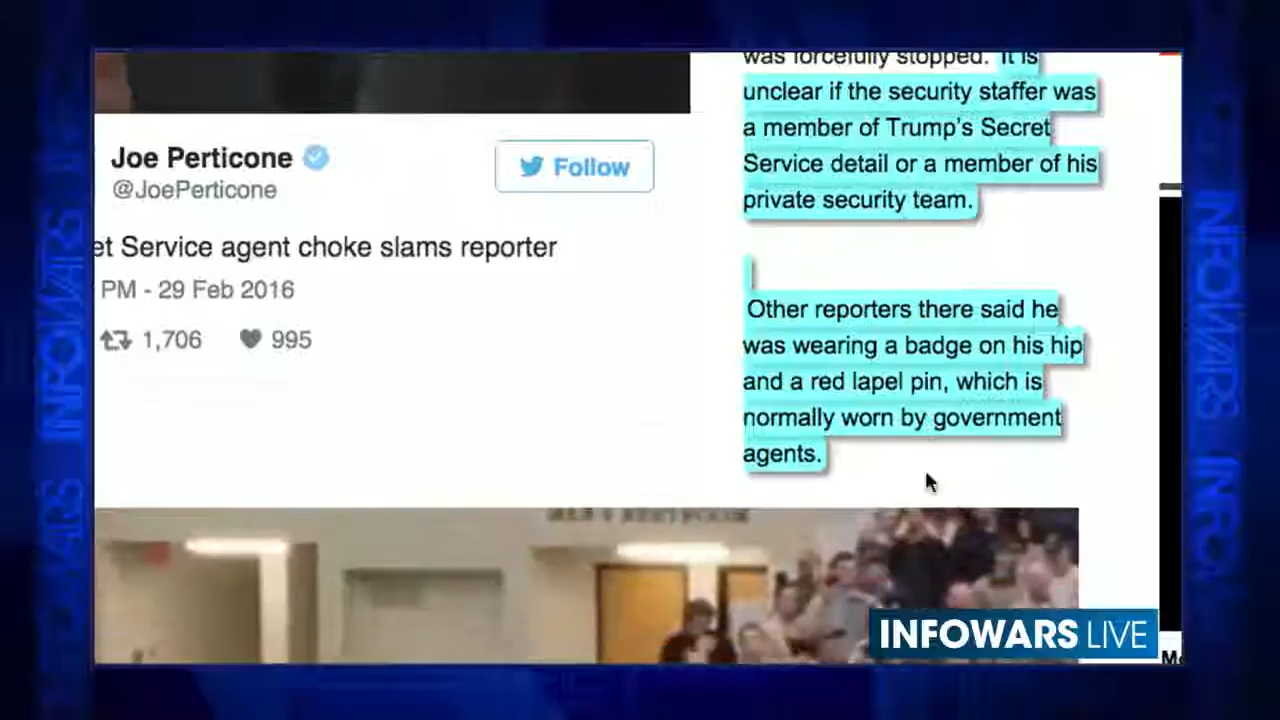 Joe Perticone
@JoePerticone
Follow
et Service agent choke slams reporter
PM - 29 Feb 2016
1,706 995
was forcefully stopped. It is
unclear if the security staffer was
a member of Trump's Secret
Service detail or a member of his
private security team.
Other reporters there said he
was wearing a badge on his hip
and a red lapel pin, which is
normally worn by government
agents.
INFOWARS LIVE
INFOWARS
INFOWARS